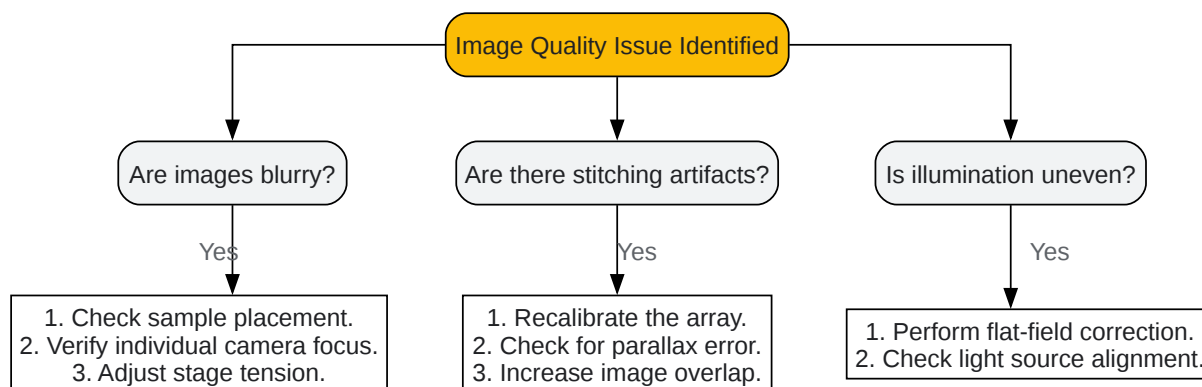 Image Quality Issue Identified
Are images blurry?
Are there stitching artifacts?
Is illumination uneven?
Yes
Yes
Yes
1. Check sample placement.
2. Verify individual camera focus.
3. Adjust stage tension.
1. Recalibrate the array.
2. Check for parallax error.
3. Increase image overlap.
1. Perform flat-field correction.
2. Check light source alignment.